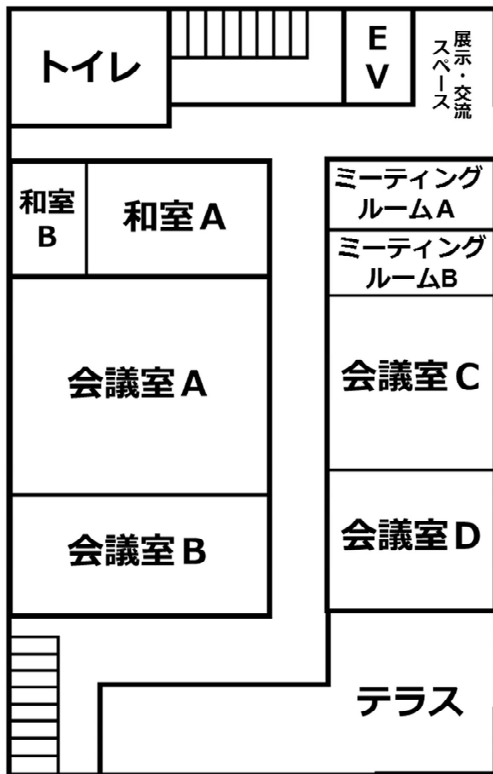 トイレ
EV
展示・交流
スペース
和室
B
和室A
ミーティング
ルームA
ミーティング
ルームB
会議室A
会議室C
会議室B
会議室D
テラス